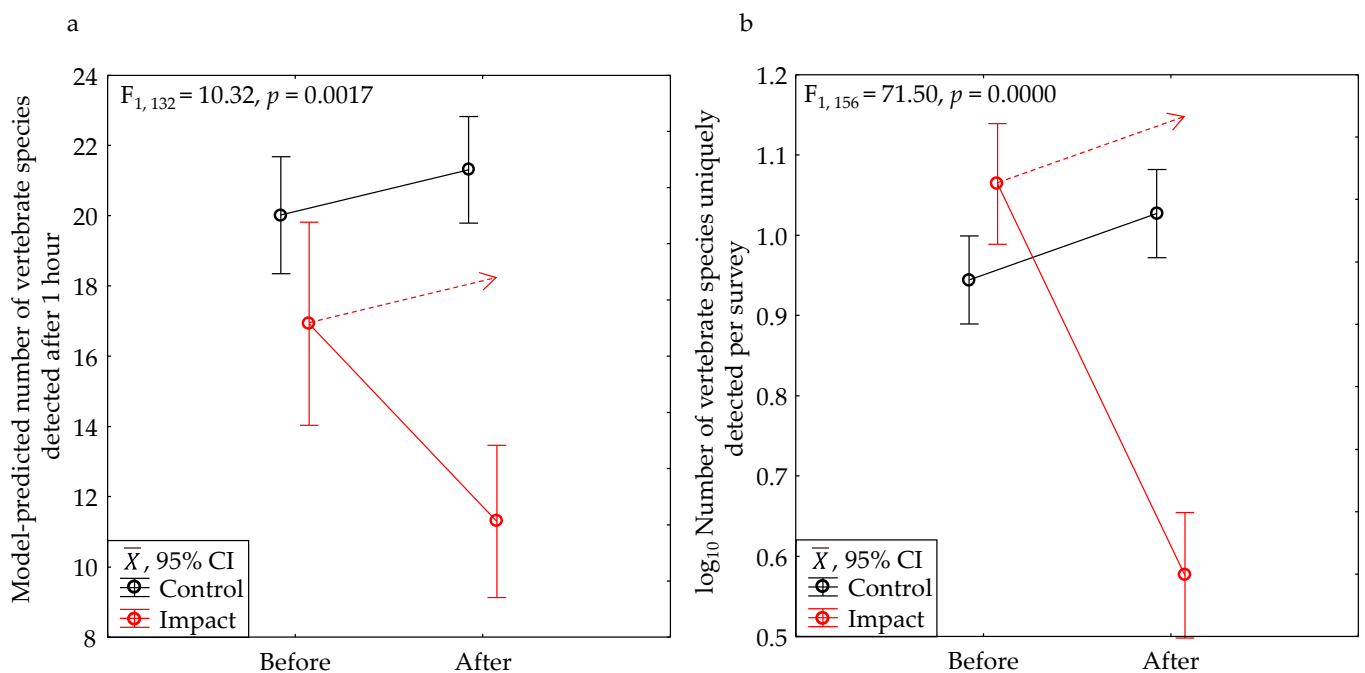 a
Model-predicted number of vertebrate species
detected after 1 hour
24
22
20
18
16
14
12
10
8
F1, 132 = 10.32, p = 0.0017
X̅, 95% CI
Control
Impact
Before
After
b
log10 Number of vertebrate species uniquely
detected per survey
1.2
1.1
1.0
0.9
0.8
0.7
0.6
0.5
F1, 156 = 71.50, p = 0.0000
X̅, 95% CI
Control
Impact
Before
After